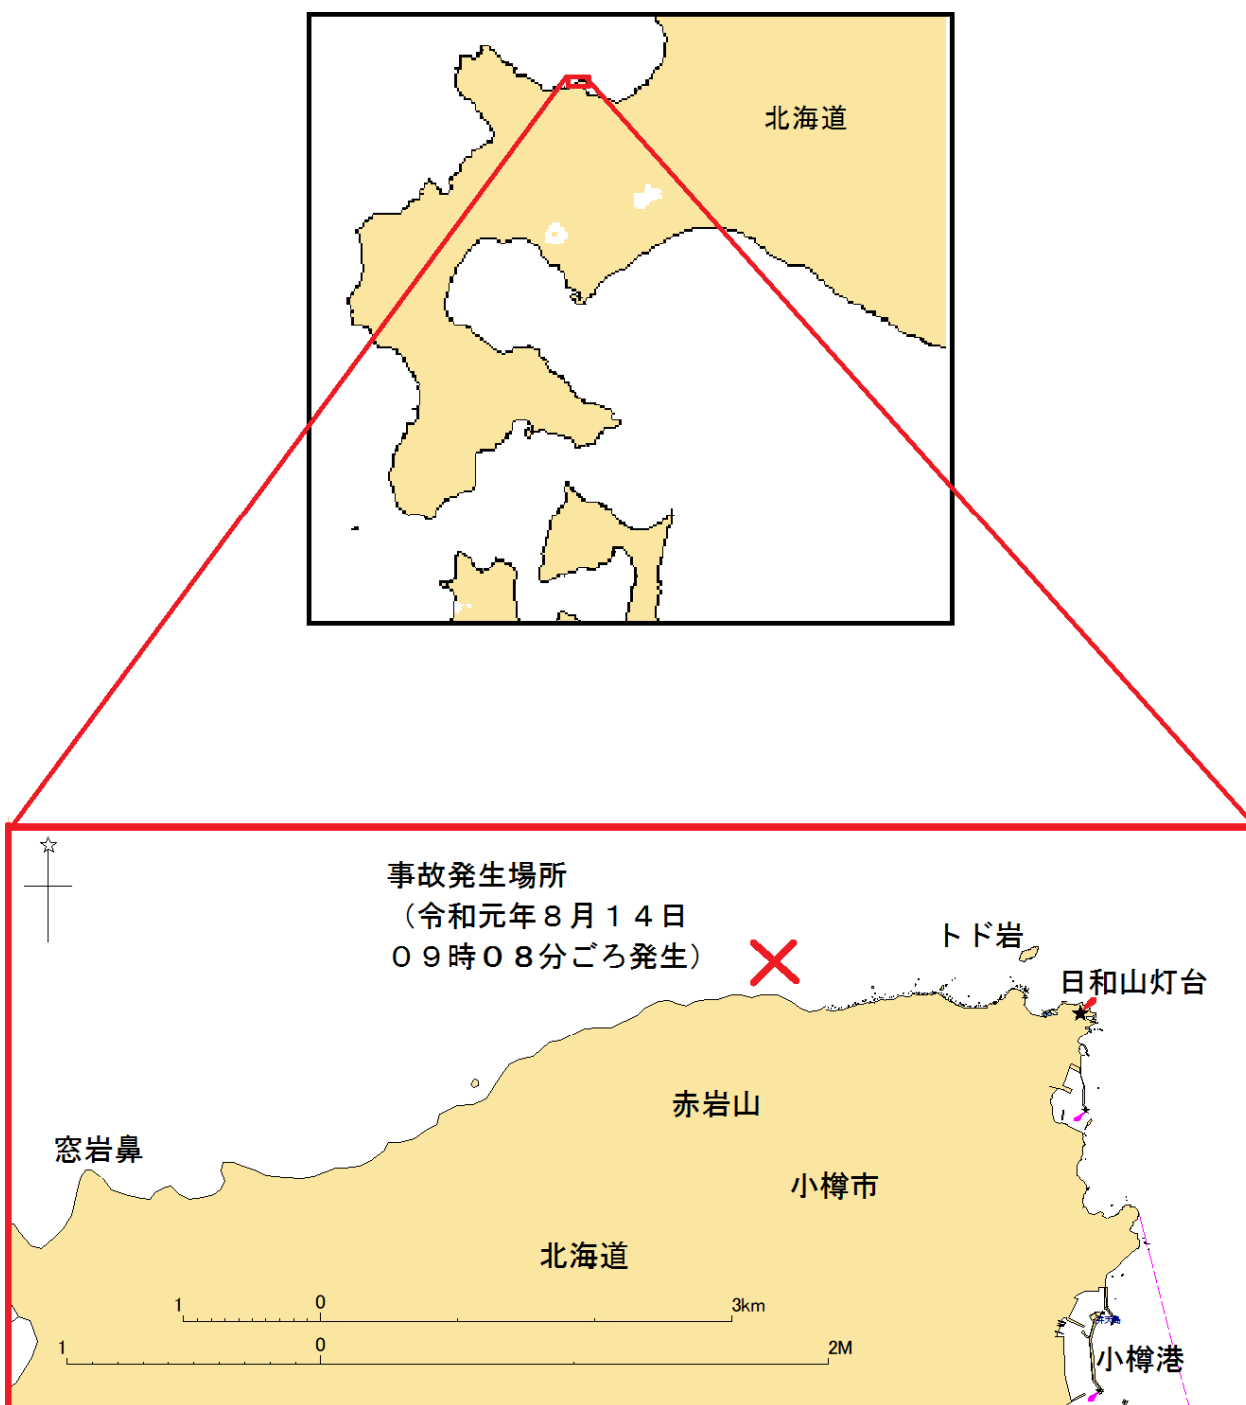 北海道
事故発生場所
（令和元年８月１４日
０９時０８分ごろ発生）
トド岩
日和山灯台
赤岩山
窓岩鼻
小樽市
北海道
1 0 3km
1 0 2M
弁天島
小樽港